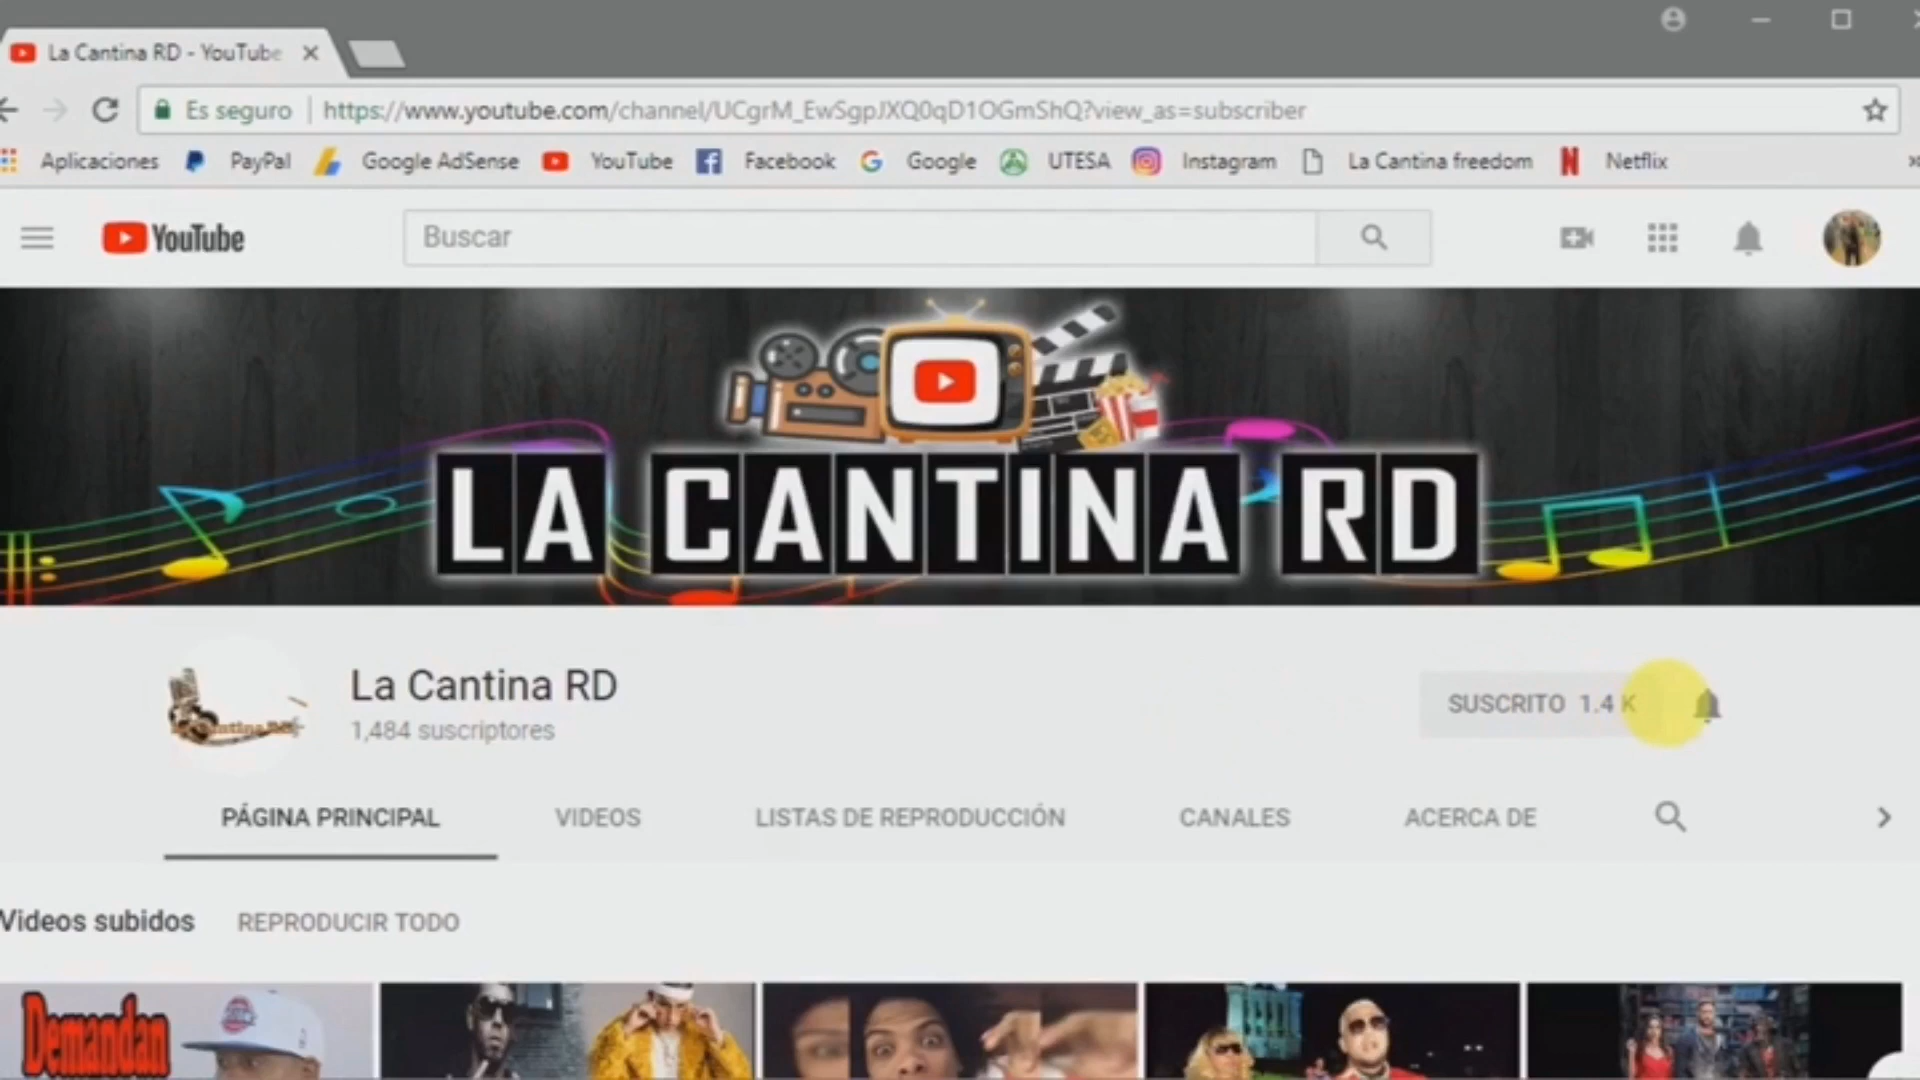 La Cantina RD - YouTube
Es seguro
https://www.youtube.com/channel/UCgrM_EwSgpJXQ0qD1OGmShQ?view_as=subscriber
Aplicaciones PayPal Google AdSense YouTube Facebook Google UTESA Instagram La Cantina freedom Netflix
YouTube
Buscar
LA CANTINA RD
La Cantina RD
SUSCRITO 1.4 K
1,484 suscriptores
PÁGINA PRINCIPAL VIDEOS LISTAS DE REPRODUCCIÓN CANALES ACERCA DE
Videos subidos REPRODUCIR TODO
Demandan